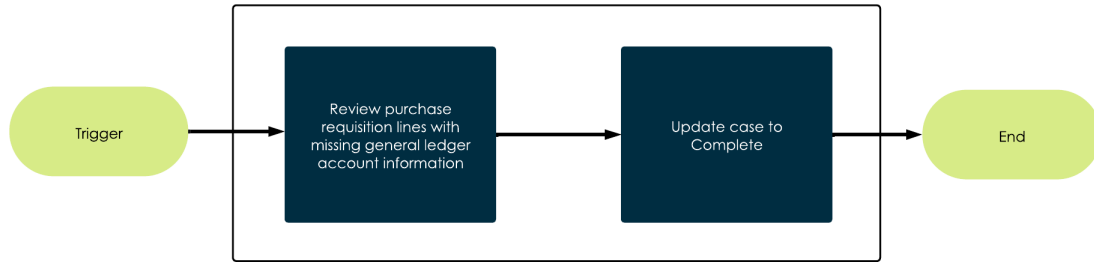 Trigger
Review purchase
requisition lines with
missing general ledger
account information
Update case to
Complete
End